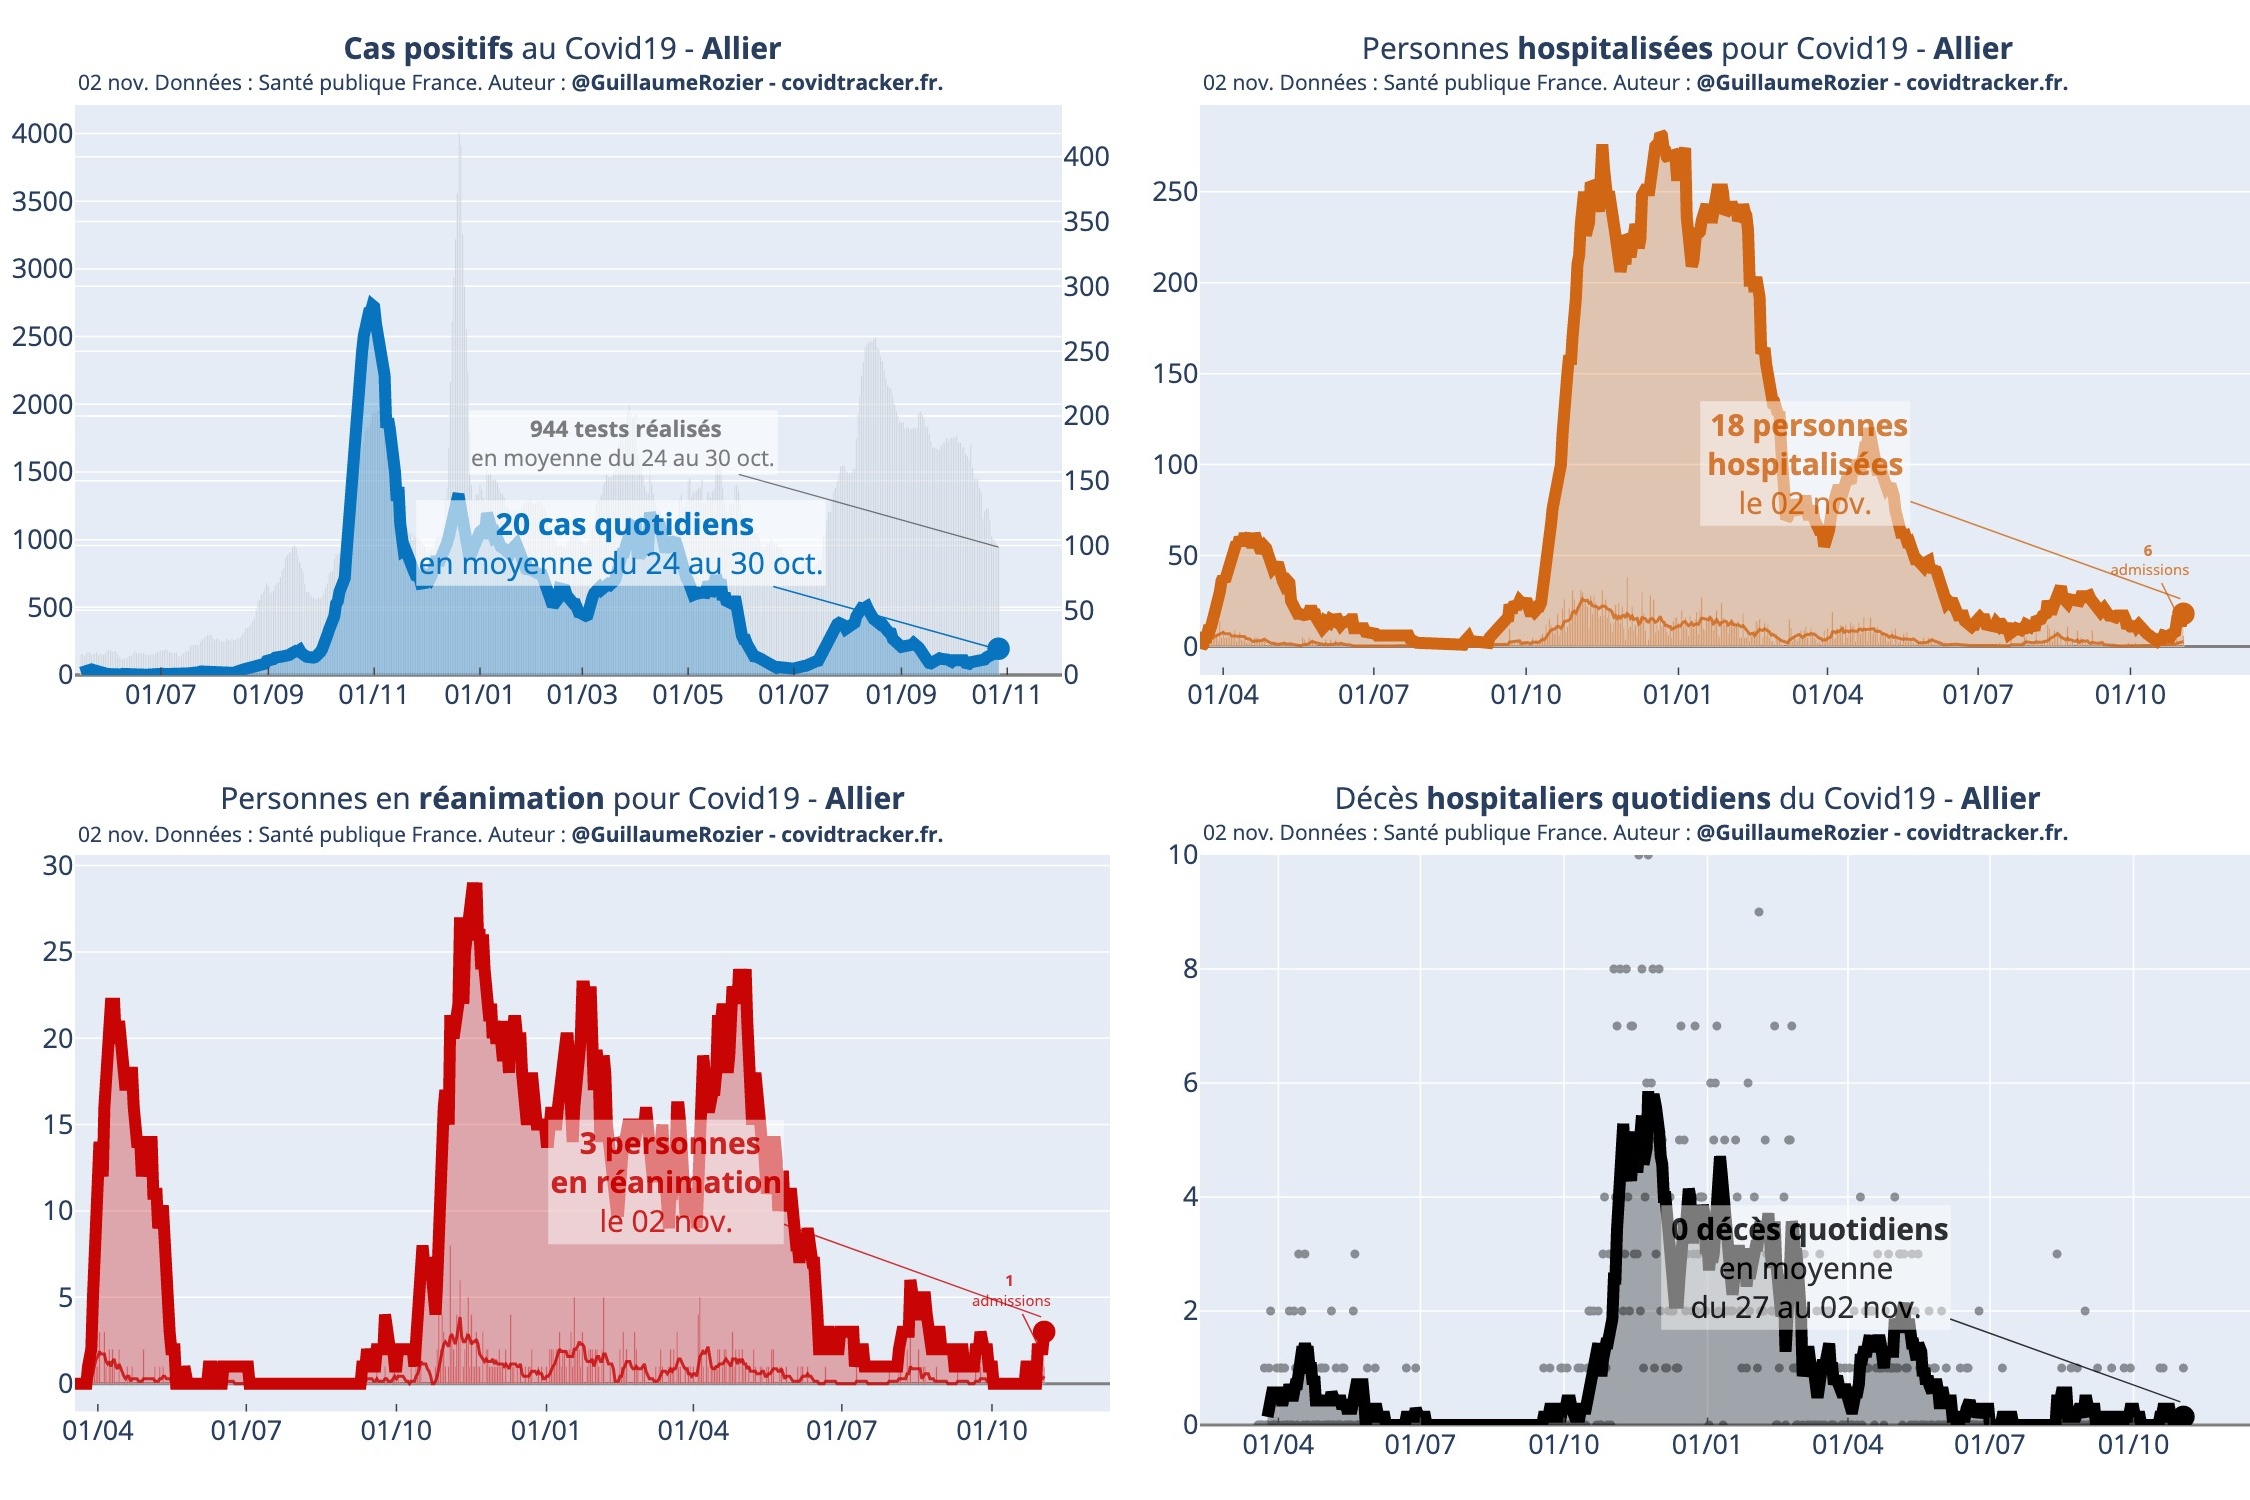 Cas positifs au Covid19 - Allier
02 nov. Données : Santé publique France. Auteur : @GuillaumeRozier - covidtracker.fr.
4000
3500
3000
2500
2000
1500
1000
500
0
400
350
300
250
200
150
100
50
0
944 tests réalisés
en moyenne du 24 au 30 oct.
20 cas quotidiens
en moyenne du 24 au 30 oct.
01/07 01/09 01/11 01/01 01/03 01/05 01/07 01/09 01/11
Personnes hospitalisées pour Covid19 - Allier
02 nov. Données : Santé publique France. Auteur : @GuillaumeRozier - covidtracker.fr.
250
200
150
100
50
0
18 personnes
hospitalisées
le 02 nov.
6
admissions
01/04 01/07 01/10 01/01 01/04 01/07 01/10
Personnes en réanimation pour Covid19 - Allier
02 nov. Données : Santé publique France. Auteur : @GuillaumeRozier - covidtracker.fr.
30
25
20
15
10
5
0
3 personnes
en réanimation
le 02 nov.
1
admissions
01/04 01/07 01/10 01/01 01/04 01/07 01/10
Décès hospitaliers quotidiens du Covid19 - Allier
02 nov. Données : Santé publique France. Auteur : @GuillaumeRozier - covidtracker.fr.
10
8
6
4
2
0
0 décès quotidiens
en moyenne
du 27 au 02 nov.
01/04 01/07 01/10 01/01 01/04 01/07 01/10